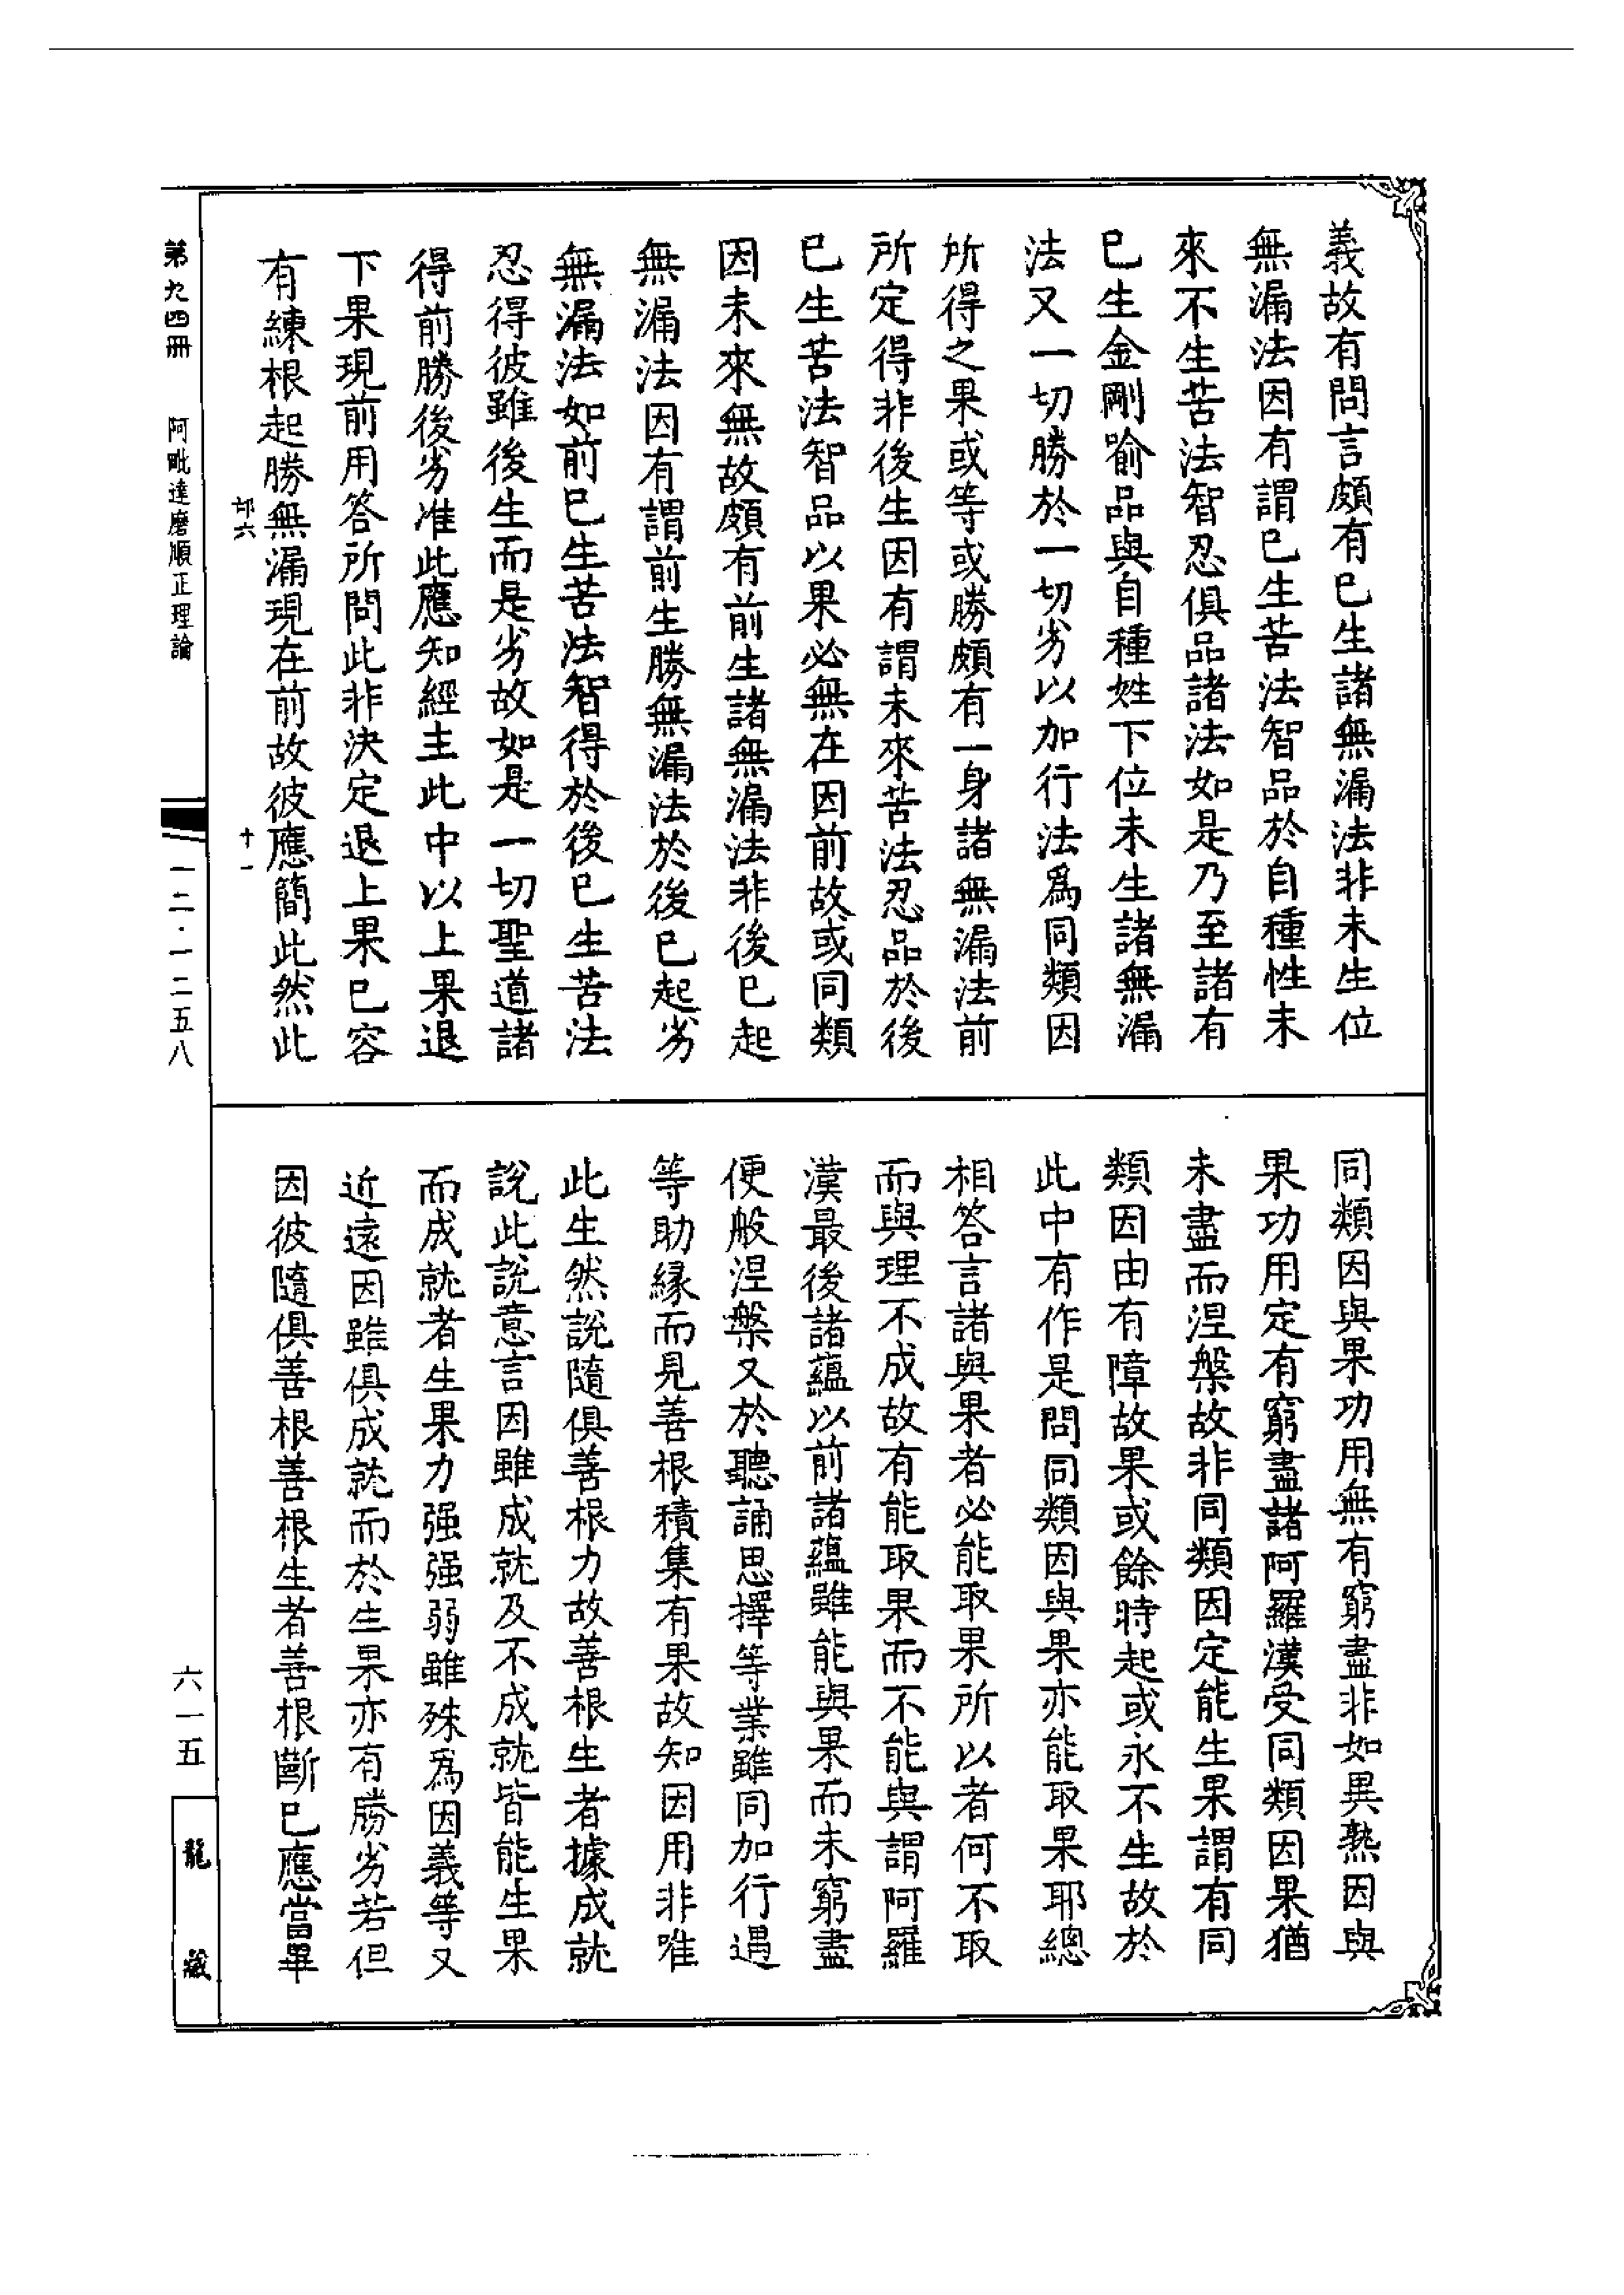 義故有問言頗有巳生諸無漏法非未生位
無漏法因有謂巳生苦法智品於自種性未
來不生苦法智忍俱品諸法如是乃至諸有
巳生金剛喻品與自種姓下位未生諸無漏
法又一切勝於一切劣以加行法爲同類因
所得之果或等或勝頗有一身諸無漏法前
所定得非後生因有謂未來苦法忍品於後
巳生苦法智品以果必無在因前故或同類
因未來無故頗有前生諸無漏法非後巳起
無漏法因有謂前生勝無漏法於後巳起劣
無漏法如前巳生苦法智得於後巳生苦法
忍得彼雖後生而是劣故如是一切聖道諸
得前勝後劣准此應知經主此中以上果退
下果現前用答所問此非決定退上果巳容
有練根起勝無漏現在前故彼應簡此然此
同類因與果功用無有窮盡非如異熟因與
果功用定有窮盡諸阿羅漢受同類因果猶
未盡而涅槃故非同類因定能生果謂有同
類因由有障故果或餘時起或永不生故於
此中有作是問同類因與果亦能取果耶總
相答言諸與果者必能取果所以者何不取
而與理不成故有能取果而不能與謂阿羅
漢最後諸蘊以前諸蘊雖能與果而未窮盡
便般涅槃又於聽誦思擇等業雖同加行遇
等助緣而見善根積集有果故知因用非唯
此生然說隨俱善根力故善根生者據成就
說此說意言因雖成就及不成就皆能生果
而成就者生果力强强弱雖殊爲因義等又
近遠因雖俱成就而於生果亦有勝劣若但
因彼隨俱善根善根生者善根斷巳應當畢
第九四冊
阿毗達磨順正理論
十一
一二·一二五八
六一五
龍藏